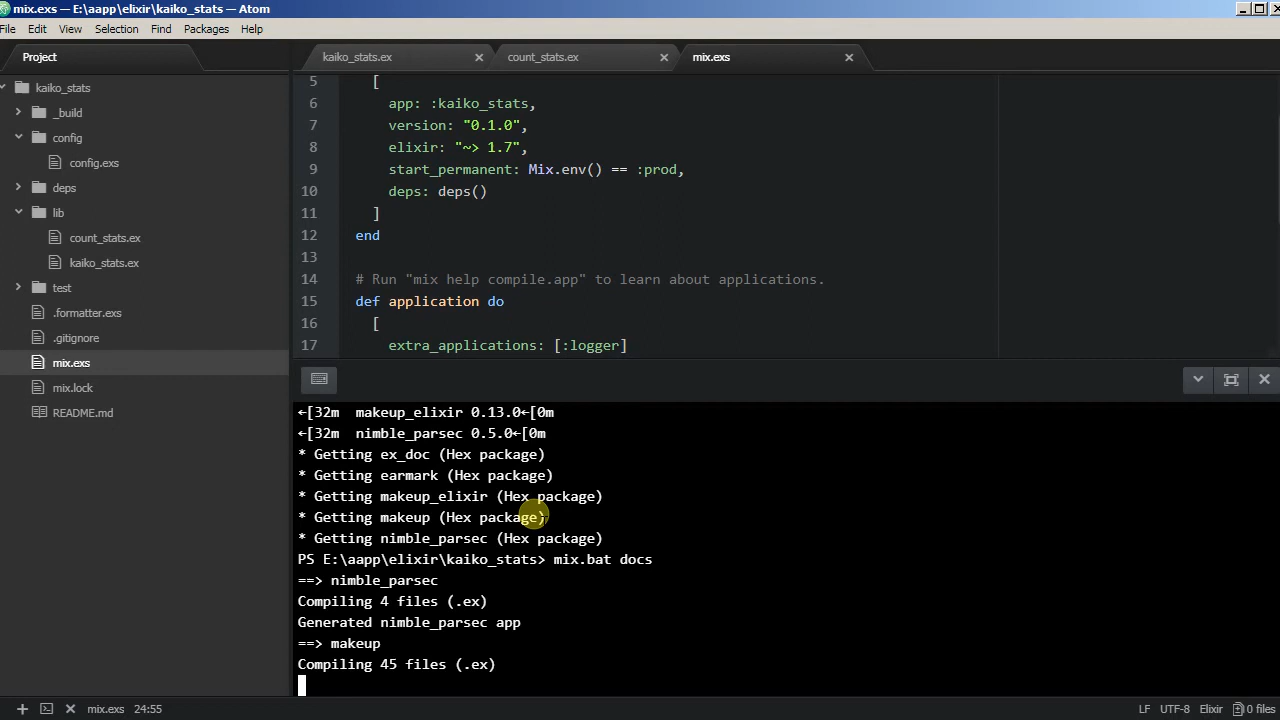 mix.exs — E:\aapp\elixir\kaiko_stats — Atom
File Edit View Selection Find Packages Help
Project
kaiko_stats
_build
config
config.exs
deps
lib
count_stats.ex
kaiko_stats.ex
test
.formatter.exs
.gitignore
mix.exs
mix.lock
README.md
kaiko_stats.ex count_stats.ex mix.exs
5 [
6 app: :kaiko_stats,
7 version: "0.1.0",
8 elixir: "~> 1.7",
9 start_permanent: Mix.env() == :prod,
10 deps: deps()
11 ]
12 end
13
14 # Run "mix help compile.app" to learn about applications.
15 def application do
16 [
17 extra_applications: [:logger]
←[32m  makeup_elixir 0.13.0←[0m
←[32m  nimble_parsec 0.5.0←[0m
* Getting ex_doc (Hex package)
* Getting earmark (Hex package)
* Getting makeup_elixir (Hex package)
* Getting makeup (Hex package)
* Getting nimble_parsec (Hex package)
PS E:\aapp\elixir\kaiko_stats> mix.bat docs
==> nimble_parsec
Compiling 4 files (.ex)
Generated nimble_parsec app
==> makeup
Compiling 45 files (.ex)
mix.exs 24:55 LF UTF-8 Elixir 0 files